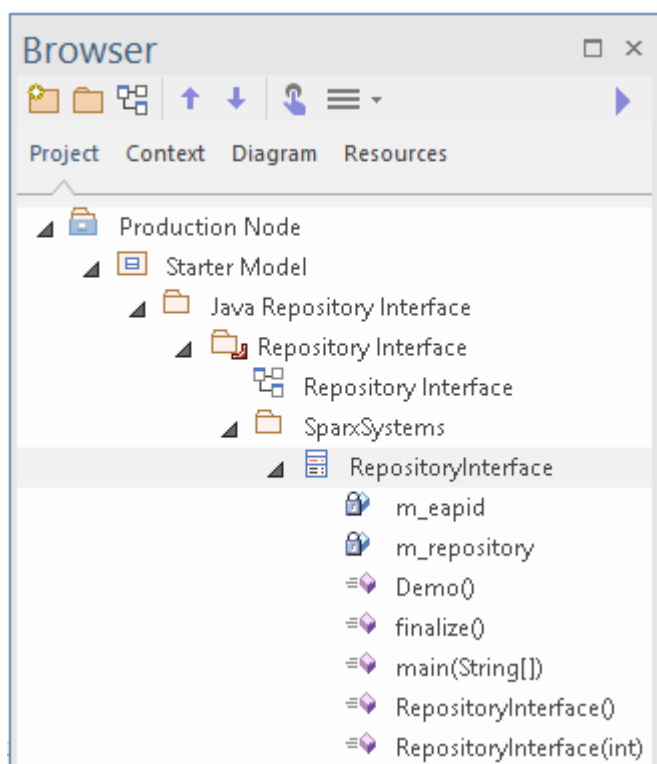 Browser
Project Context Diagram Resources
Production Node
Starter Model
Java Repository Interface
Repository Interface
Repository Interface
SparxSystems
RepositoryInterface
m_eapid
m_repository
Demo()
finalize()
main(String[])
RepositoryInterface()
RepositoryInterface(int)